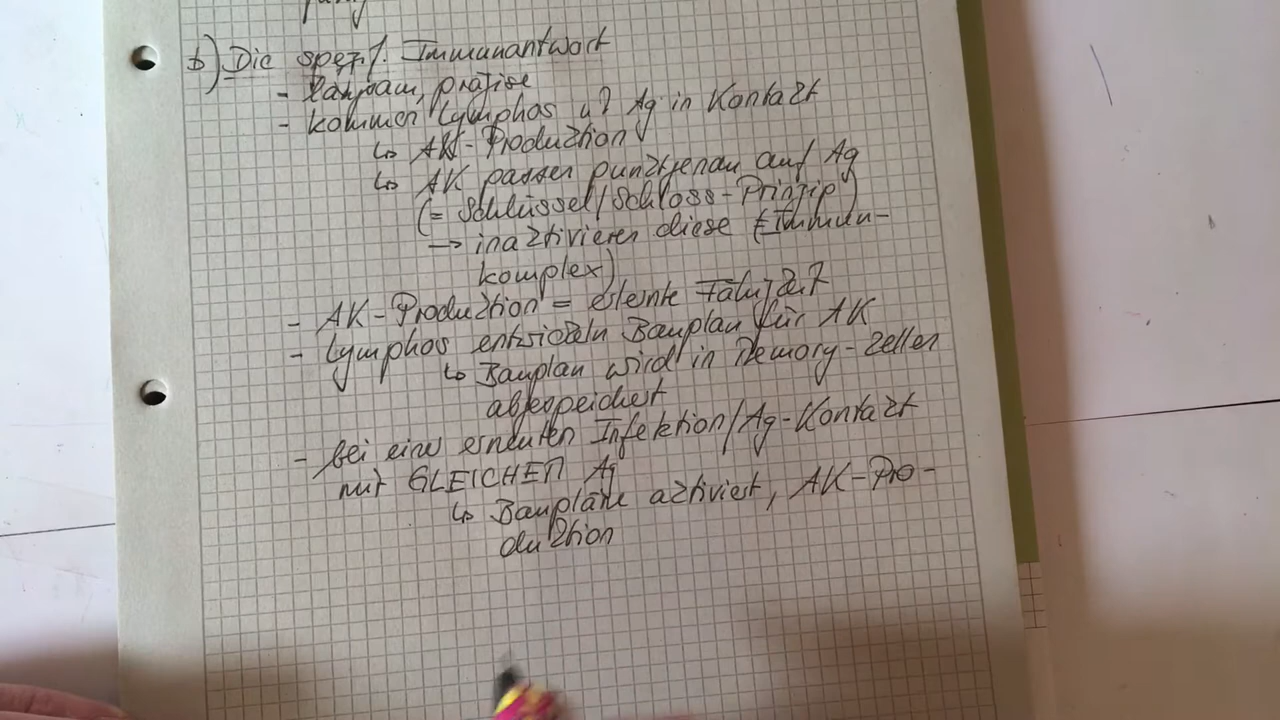 b) Die spez. Immunantwort
- langsam, präzise
- kommen Lymphos u Ag in Kontakt
↳ AK-Produktion
↳ AK passen punktgenau auf Ag
(= Schlüssel/Schloss-Prinzip)
→ inaktivieren diese (Immun-
komplex)
- AK-Produktion = erlernte Fähigkeit
- Lymphos entwickeln Bauplan für AK
↳ Bauplan wird in Memory-Zellen
abgespeichert
- bei einer erneuten Infektion/Ag-Kontakt
mit GLEICHEM Ag
↳ Baupläne aktiviert, AK-Pro-
duktion